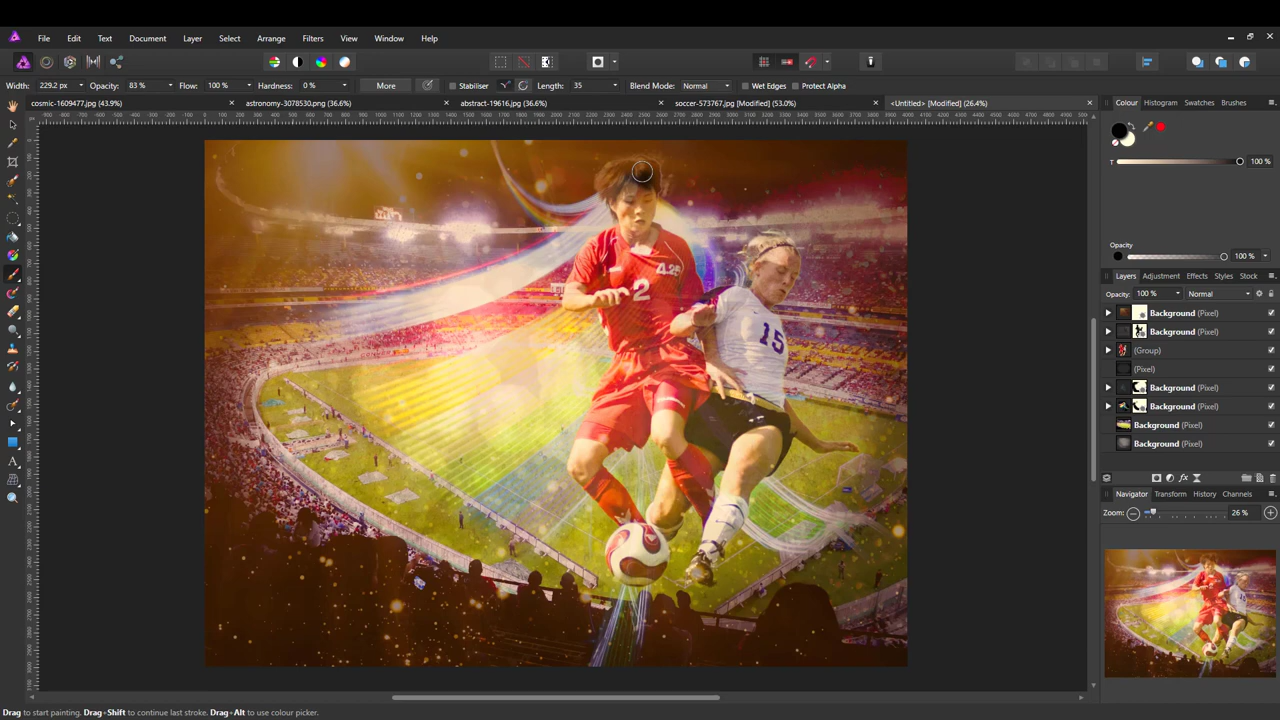 File Edit Text Document Layer Select Arrange Filters View Window Help
Width: 229.2 px Opacity: 83 % Flow: 100 % Hardness: 0 % More Stabiliser Length: 35 Blend Mode: Normal Wet Edges Protect Alpha
cosmic-1609477.jpg (43.9%) astronomy-3078530.png (36.6%) abstract-19616.jpg (36.6%) soccer-573767.jpg [Modified] (53.0%) <Untitled> [Modified] (26.4%)
Colour Histogram Swatches Brushes
T 100 %
Opacity
100 %
Layers Adjustment Effects Styles Stock
Opacity: 100 % Normal
Background (Pixel)
Background (Pixel)
(Group)
(Pixel)
Background (Pixel)
Background (Pixel)
Background (Pixel)
Background (Pixel)
Navigator Transform History Channels
Zoom: 26 %
4.25
2
15
Drag to start painting. Drag+Shift to continue last stroke. Drag+Alt to use colour picker.